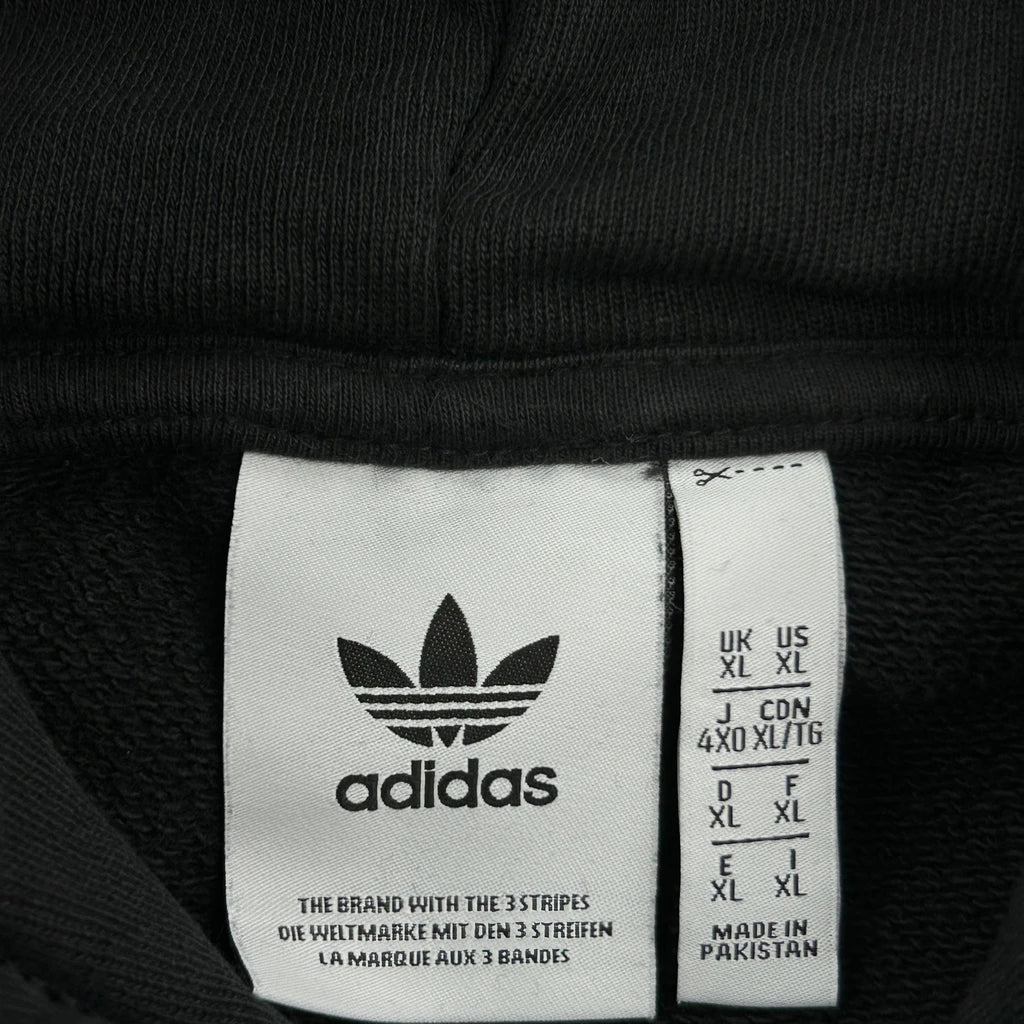 adidas
THE BRAND WITH THE 3 STRIPES
DIE WELTMARKE MIT DEN 3 STREIFEN
LA MARQUE AUX 3 BANDES
UK US
XL XL
J CDN
4XO XL/TG
D F
XL XL
E I
XL XL
MADE IN
PAKISTAN